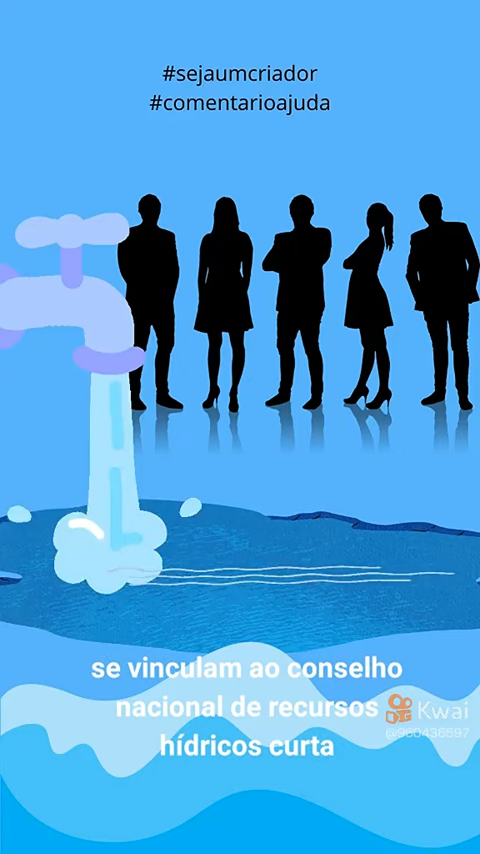 #sejaumcriador
#comentarioajuda
se vinculam ao conselho
nacional de recursos
hídricos curta
Kwai
@960436597